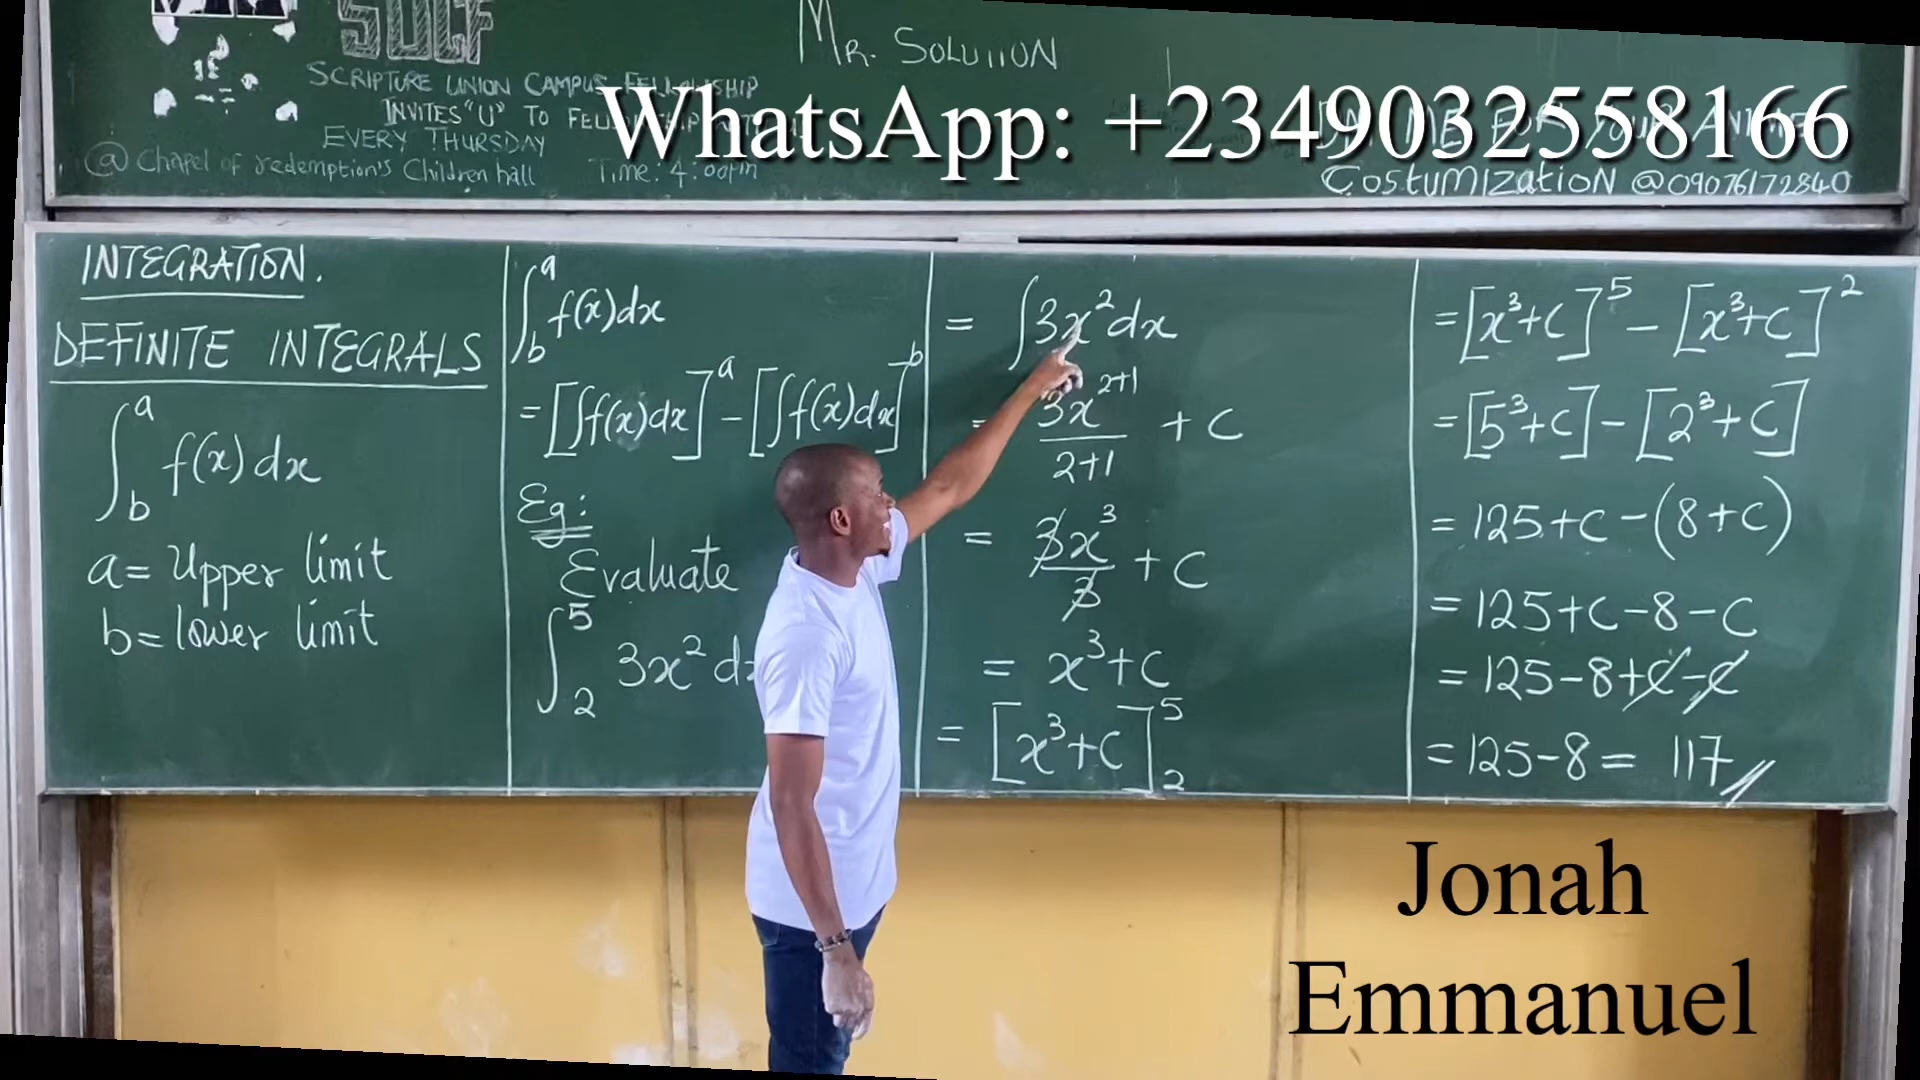 SUCF
MR. SOLUTION
SCRIPTURE UNION CAMPUS FELLOWSHIP
INVITES "U" TO
EVERY THURSDAY
@ Chapel of redemption's Children hall Time: 4:00pm
WhatsApp: +2349032558166
CostumizatioN @09076172840
INTEGRATION.
DEFINITE INTEGRALS
∫ₐ f(x)dx
a
b
a = Upper limit
b = lower limit
∫ f(x)dx
a
b
= [∫f(x)dx]ᵃ - [∫f(x)dx]ᵇ
Eg:
Evaluate
∫₂⁵ 3x²
= ∫3x²dx
= 3x²⁺¹/2+1 + C
= 3x³/3 + C
= x³+C
= [x³+C]₂⁵
= [x³+C]⁵ - [x³+C]²
= [5³+C] - [2³+C]
= 125+C-(8+C)
= 125+C-8-C
= 125-8+C-C
= 125-8 = 117
Jonah
Emmanuel